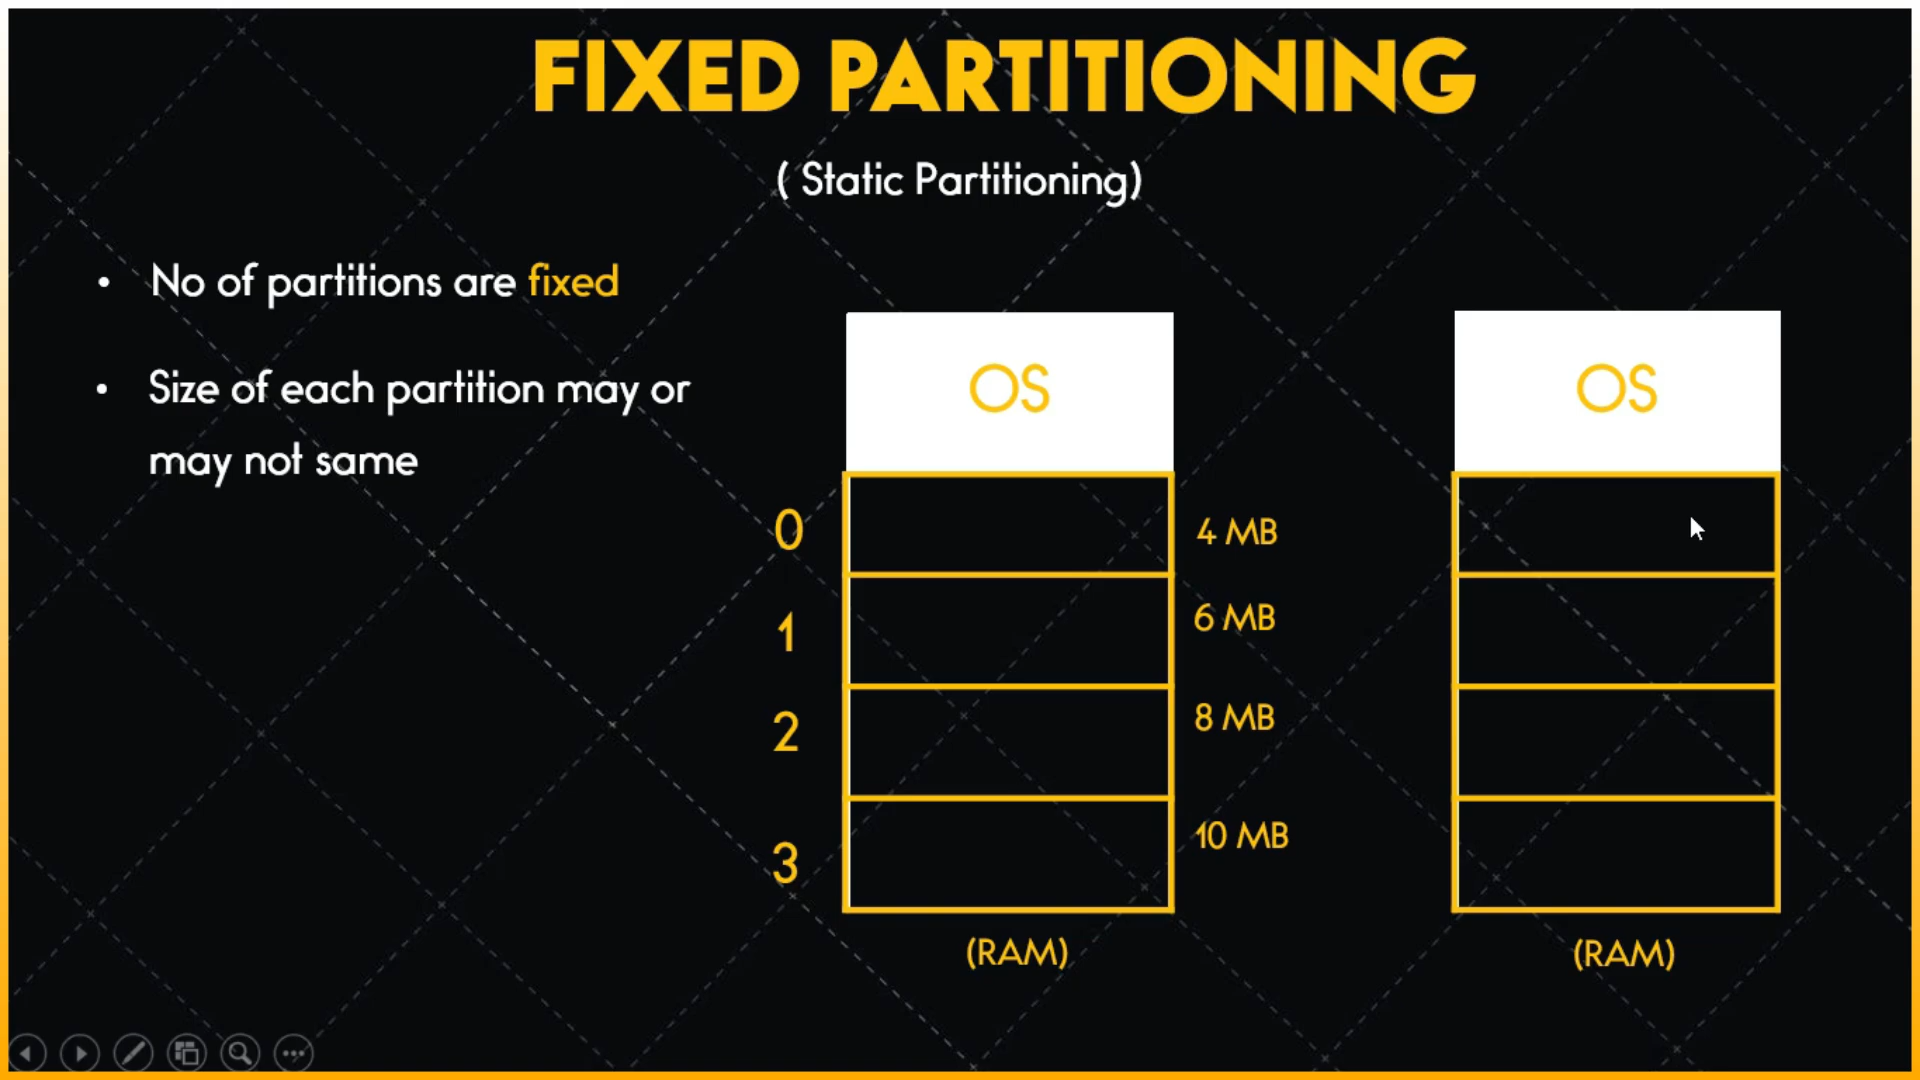 FIXED PARTITIONING
( Static Partitioning)
• No of partitions are fixed
• Size of each partition may or
may not same
OS
0
4 MB
1
6 MB
2
8 MB
3
10 MB
(RAM)
OS
(RAM)